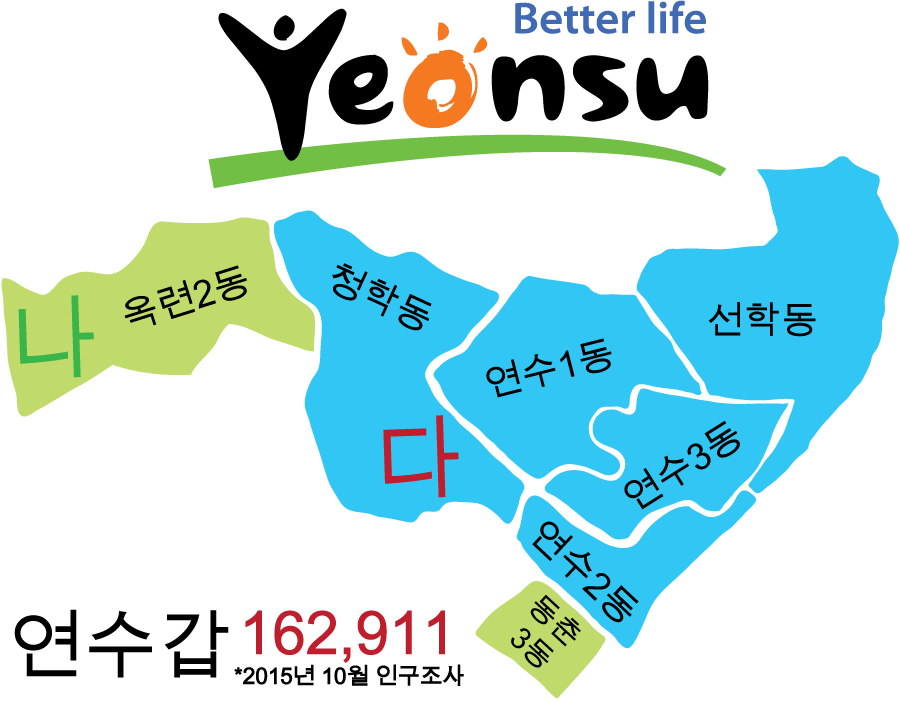 Better life
Yeonsu
나
옥련2동
청학동
연수1동
선학동
다
연수3동
연수2동
동춘
3동
연수갑 162,911
*2015년 10월 인구조사